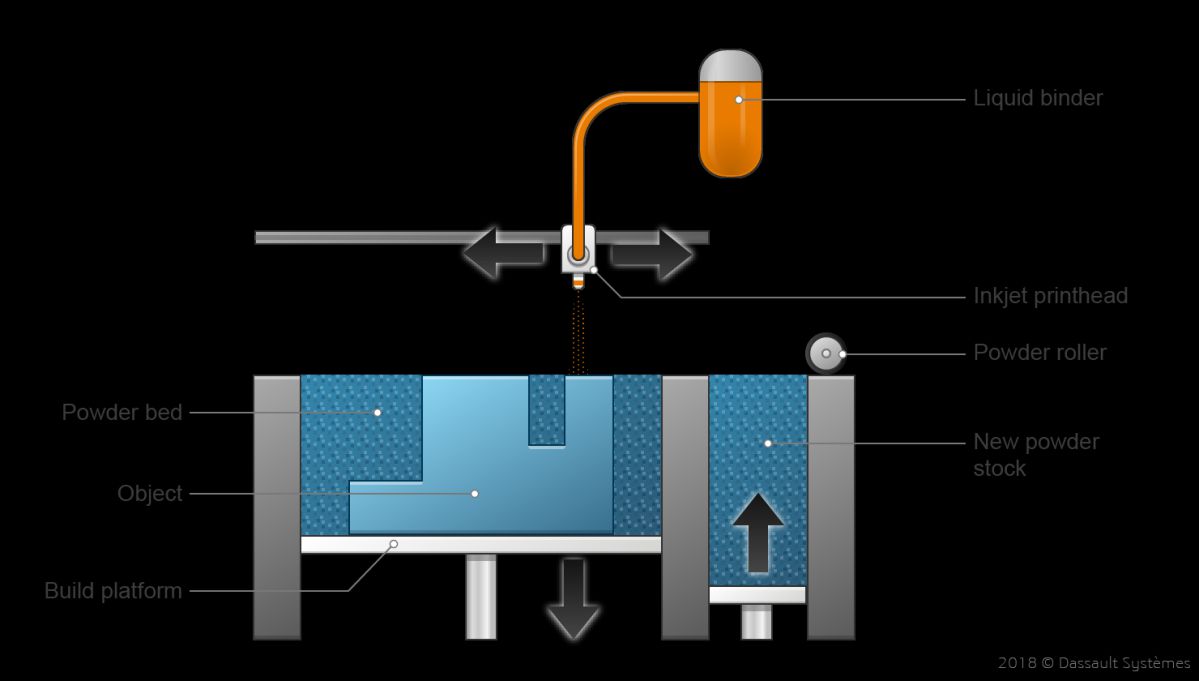 Liquid binder
Inkjet printhead
Powder roller
Powder bed
New powder
stock
Object
Build platform
2018 © Dassault Systèmes